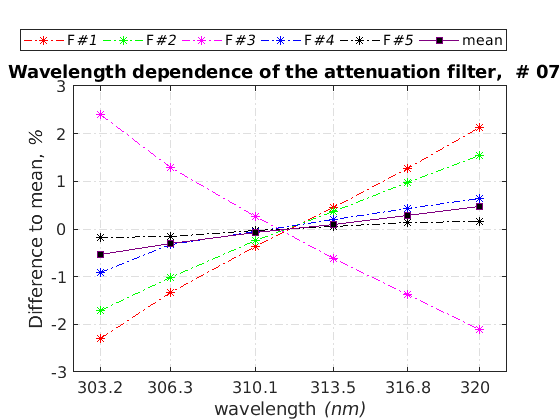 F#1 F#2 F#3 F#4 F#5 mean
Wavelength dependence of the attenuation filter, # 07
3
2
1
0
-1
-2
-3
Difference to mean, %
303.2 306.3 310.1 313.5 316.8 320
wavelength (nm)